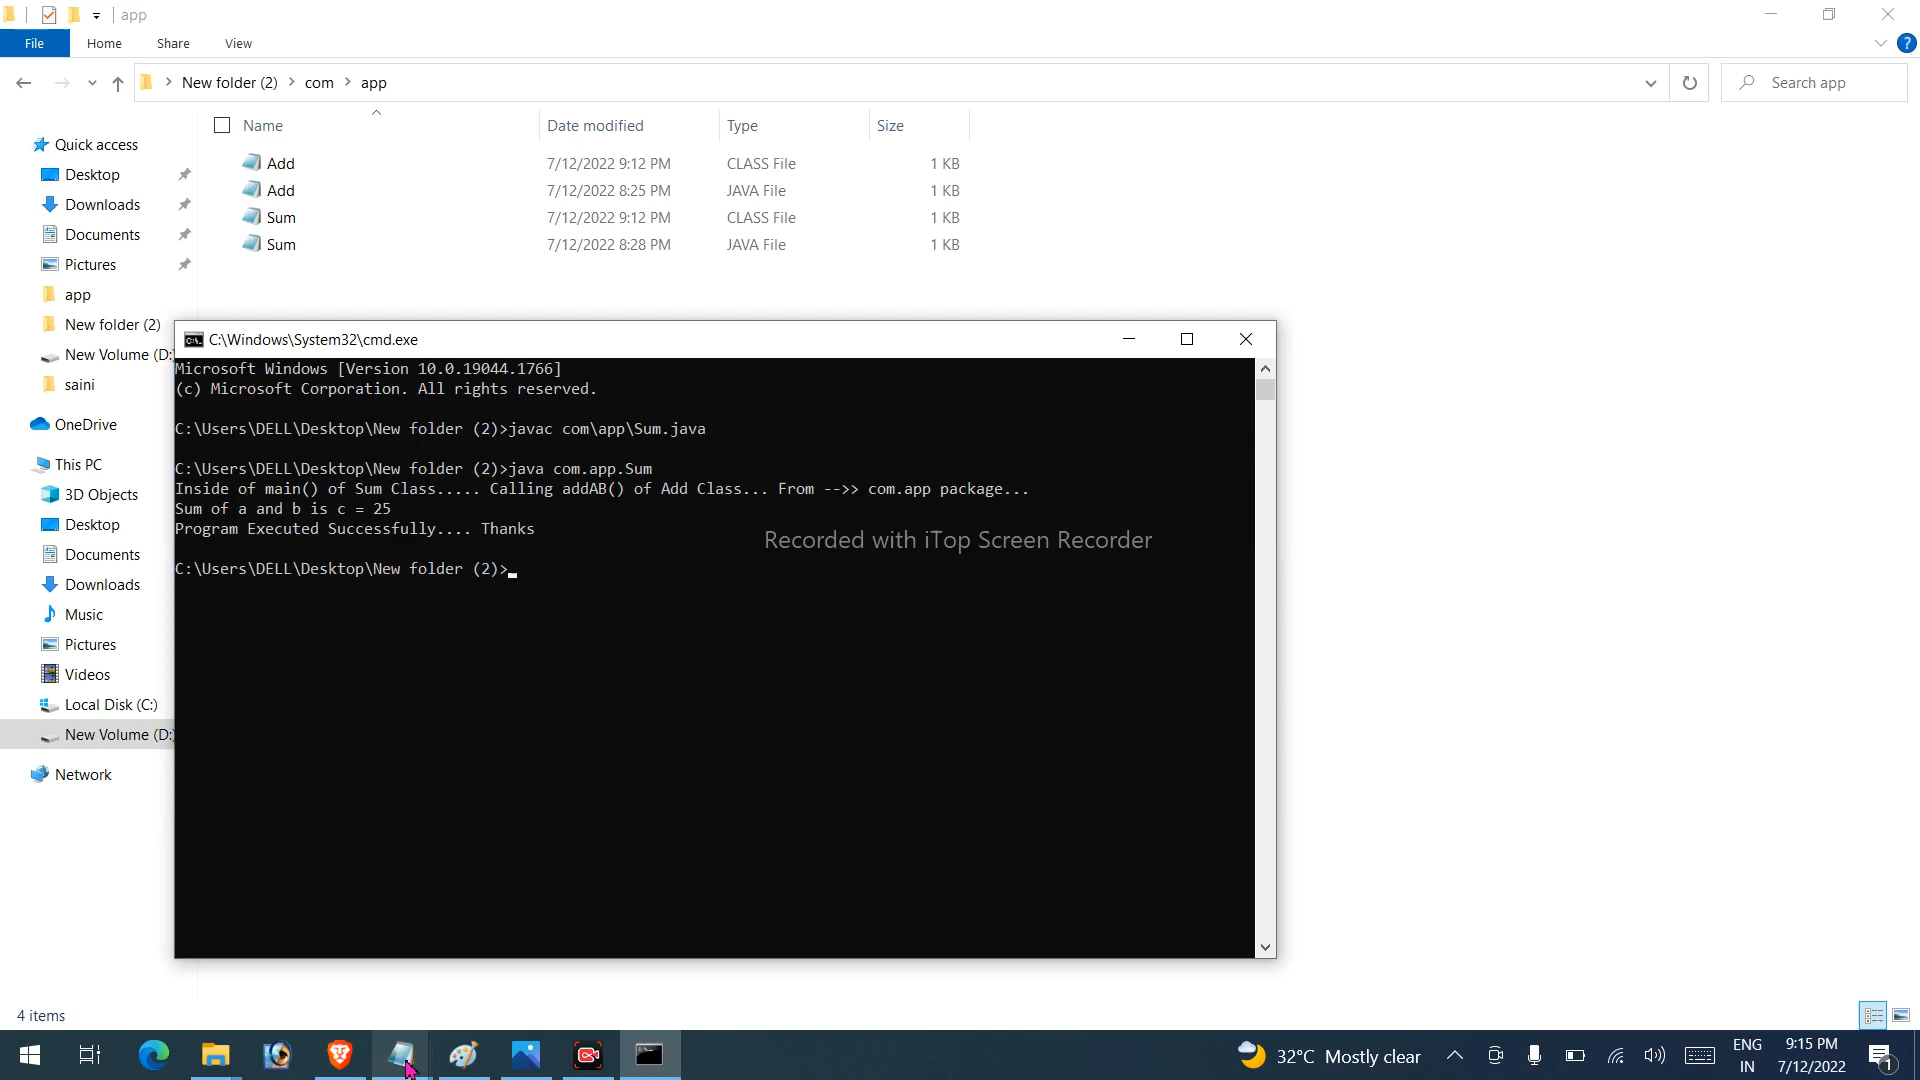 app
File Home Share View
New folder (2) com app Search app
Name Date modified Type Size
Add 7/12/2022 9:12 PM CLASS File 1 KB
Add 7/12/2022 8:25 PM JAVA File 1 KB
Sum 7/12/2022 9:12 PM CLASS File 1 KB
Sum 7/12/2022 8:28 PM JAVA File 1 KB
Quick access
Desktop
Downloads
Documents
Pictures
app
New folder (2)
New Volume (D:)
saini
OneDrive
This PC
3D Objects
Desktop
Documents
Downloads
Music
Pictures
Videos
Local Disk (C:)
New Volume (D:)
Network
C:\Windows\System32\cmd.exe
Microsoft Windows [Version 10.0.19044.1766]
(c) Microsoft Corporation. All rights reserved.
C:\Users\DELL\Desktop\New folder (2)>javac com\app\Sum.java
C:\Users\DELL\Desktop\New folder (2)>java com.app.Sum
Inside of main() of Sum Class..... Calling addAB() of Add Class... From -->> com.app package...
Sum of a and b is c = 25
Program Executed Successfully.... Thanks
Recorded with iTop Screen Recorder
C:\Users\DELL\Desktop\New folder (2)>
4 items
32°C Mostly clear
ENG
IN
9:15 PM
7/12/2022
1